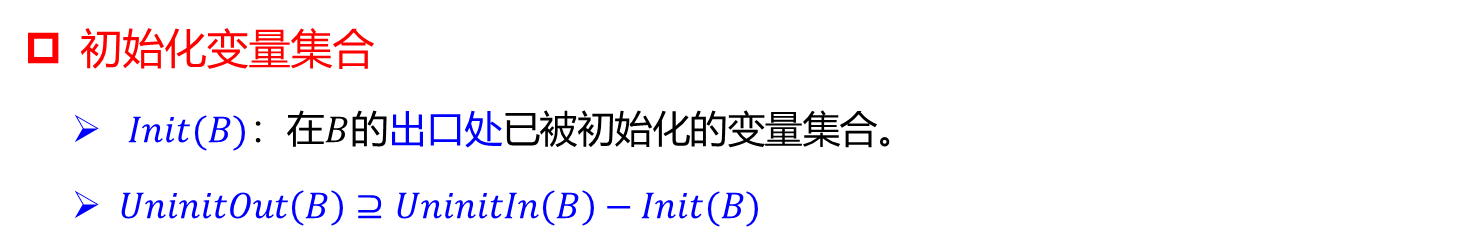 初始化变量集合
Init(B)：在B的出口处已被初始化的变量集合。
UninitOut(B) ⊇ UninitIn(B) − Init(B)